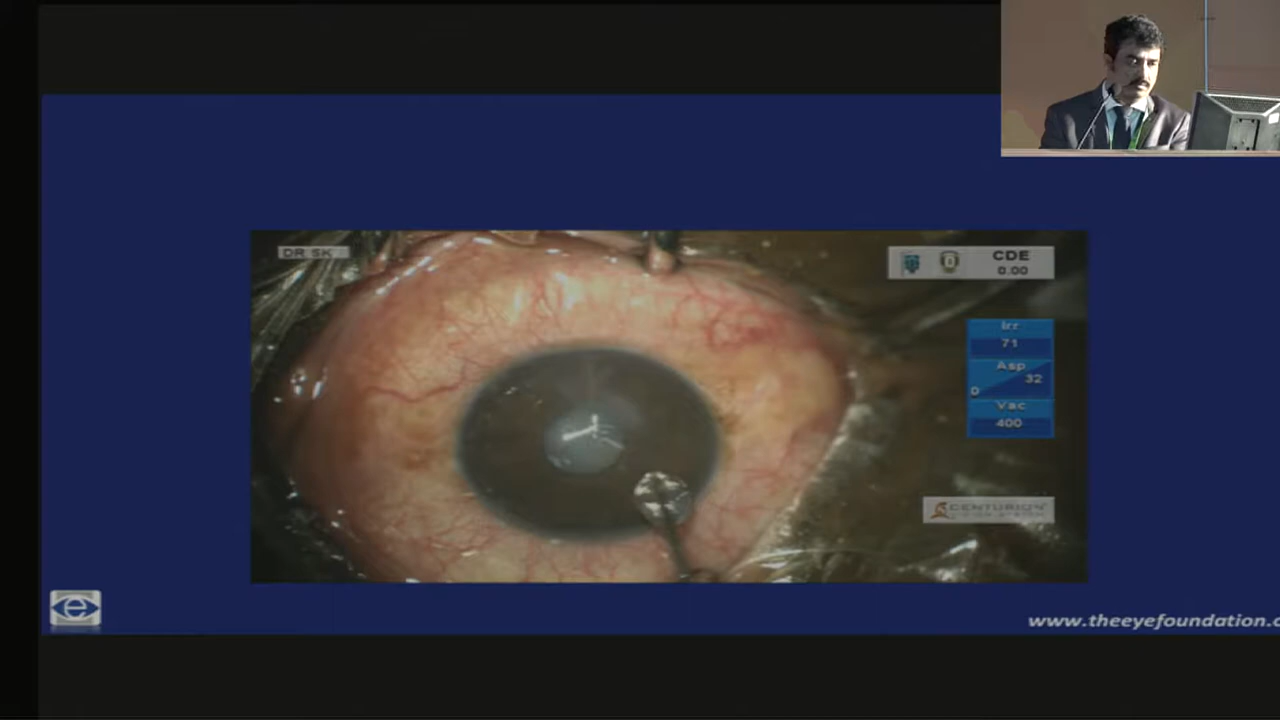 DR SK
CDE
0.00
Irr
71
Asp
32
0
Vac
400
CENTURION
e
www.theeyefoundation.c